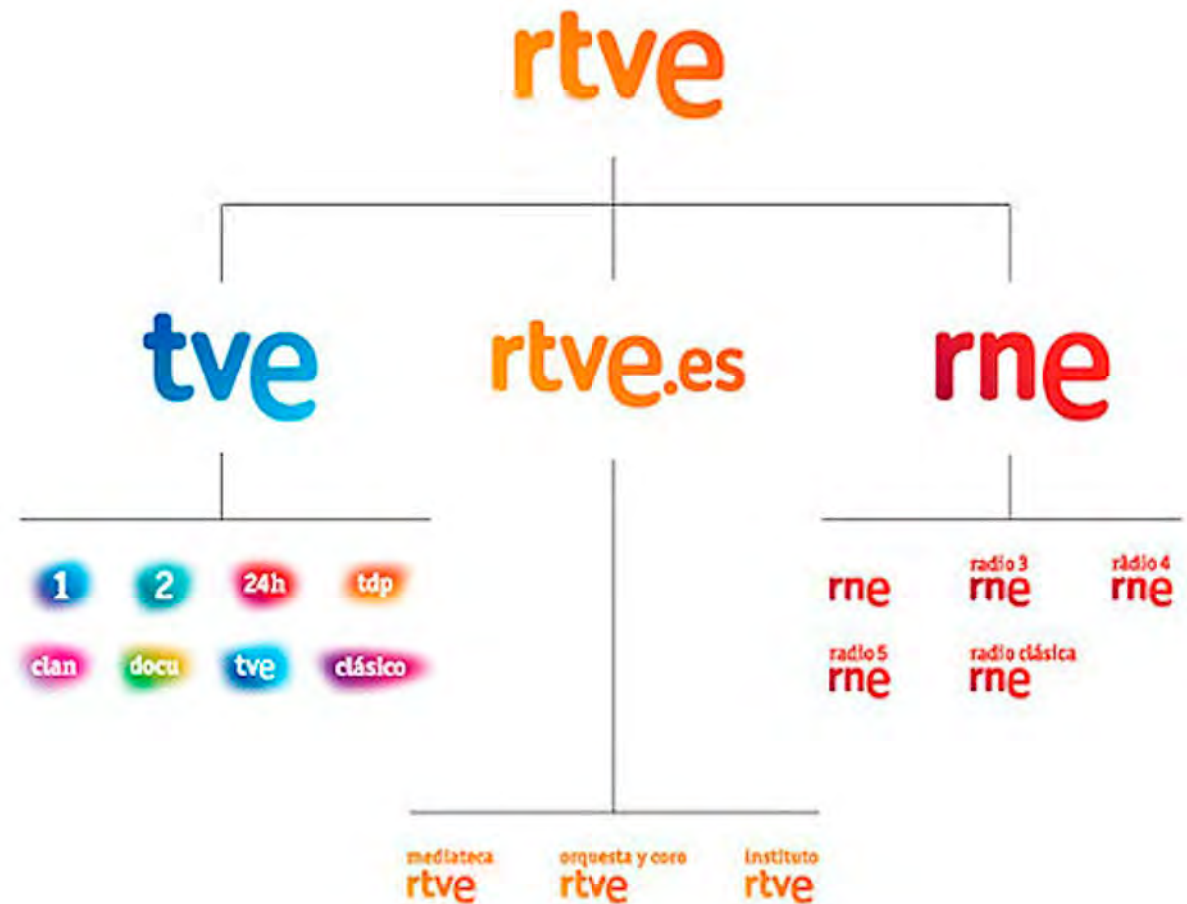 rtve
tve
rtve.es
rne
1
2
24h
tdp
clan
docu
tve
clásico
rne
radio 3
rne
ràdio 4
rne
radio 5
rne
radio clásica
rne
mediateca
rtve
orquesta y coro
rtve
instituto
rtve